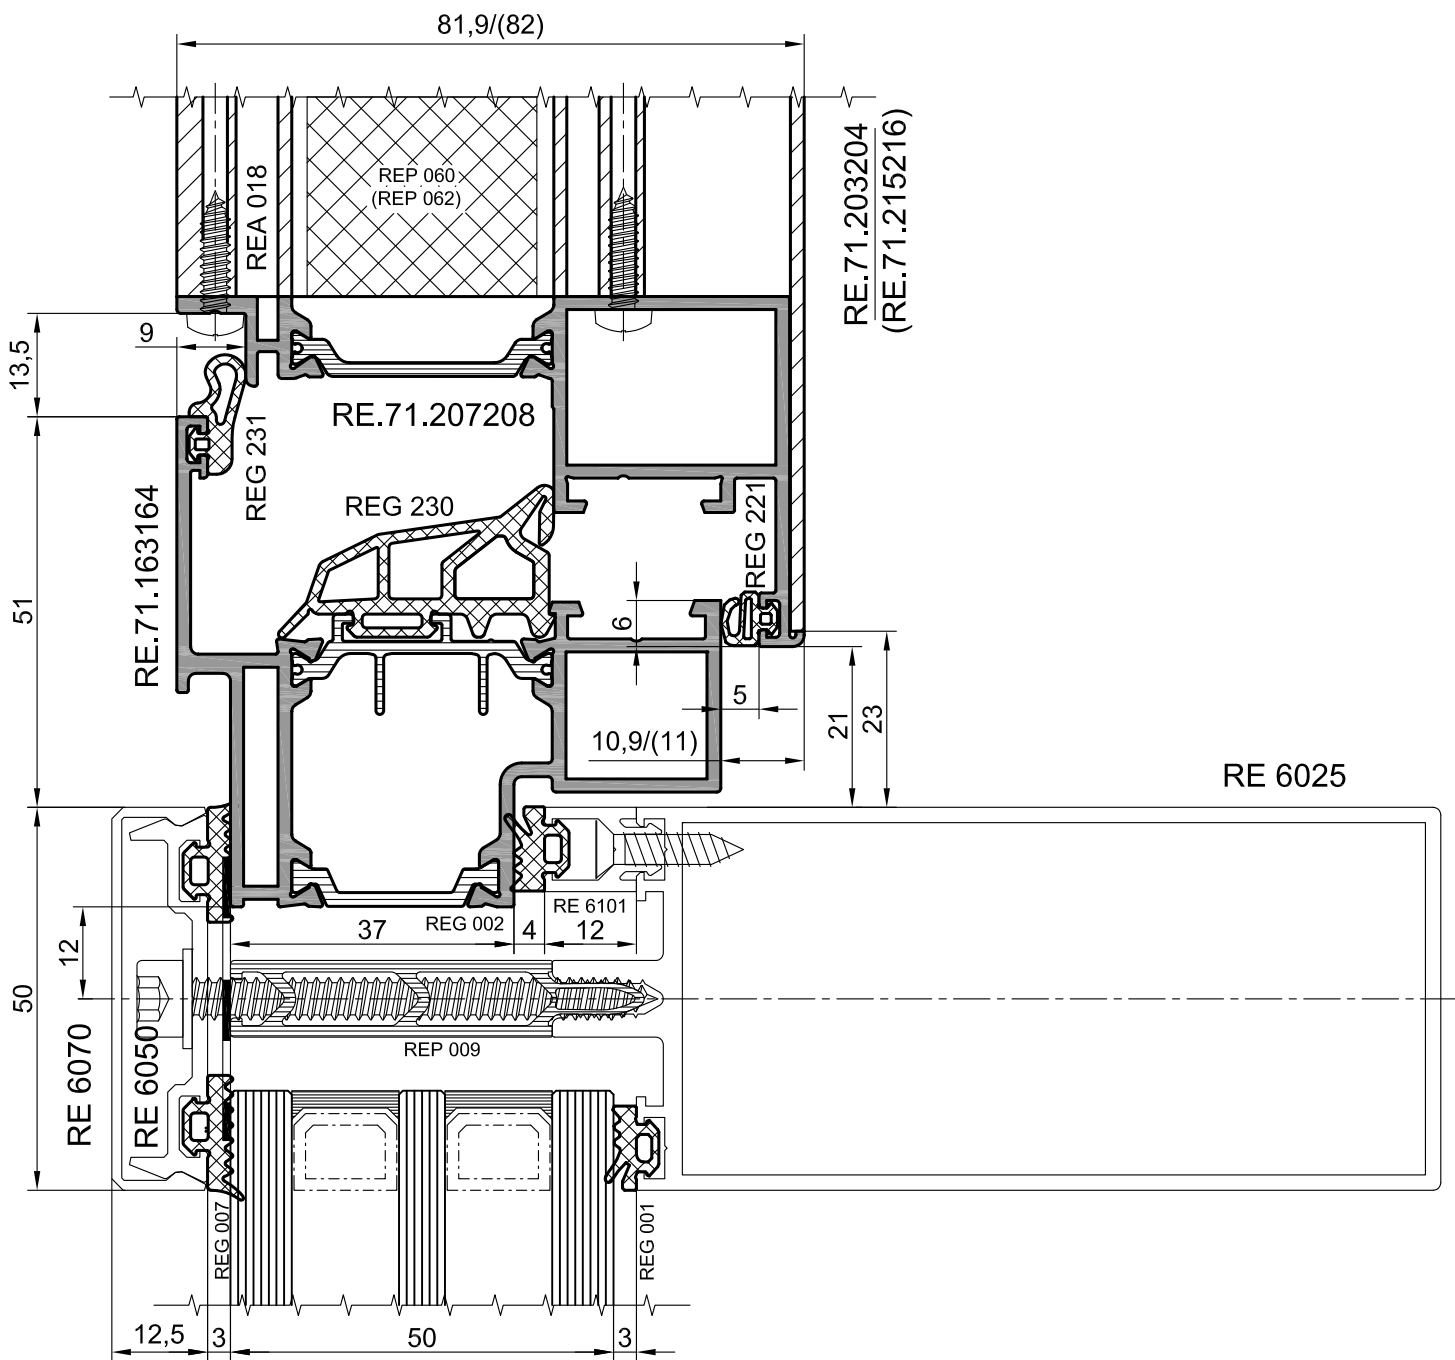 81,9/(82)
RE.71.203204
(RE.71.215216)
REP 060
(REP 062)
REA 018
9
13,5
RE.71.207208
REG 231
REG 230
REG 221
RE.71.163164
51
6
5
10,9/(11)
21
23
RE 6025
RE 6101
REG 002
37
4
12
12
50
RE 6070
RE 6050
REP 009
REG 007
REG 001
12,5
3
50
3